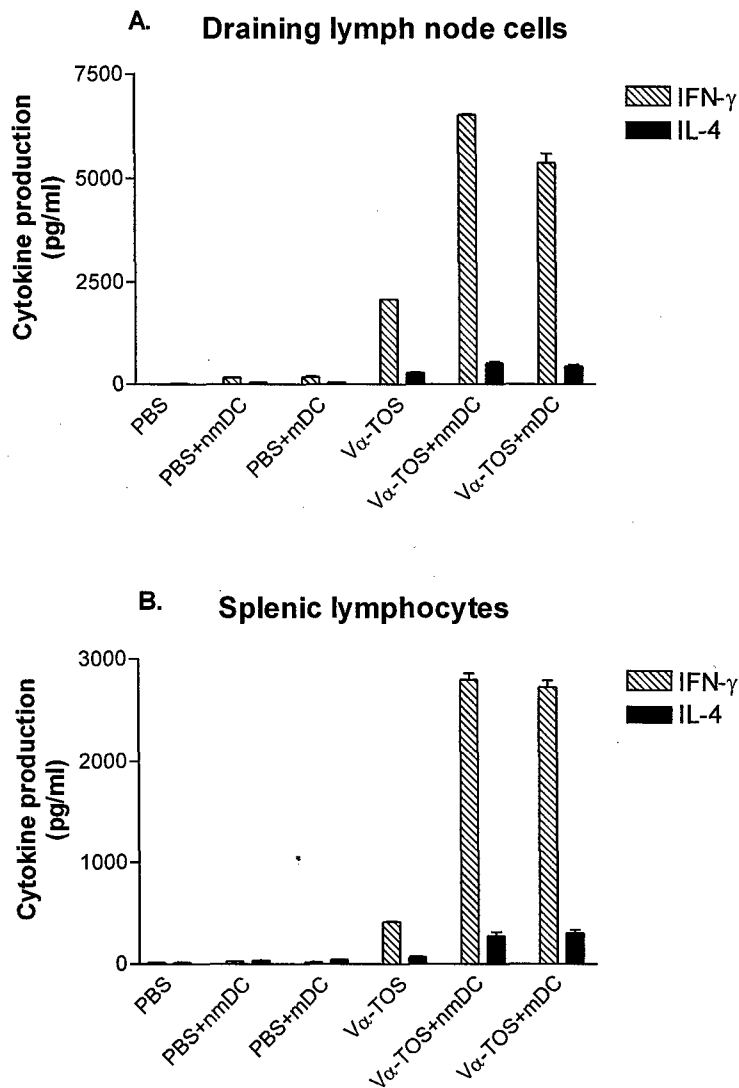 A. Draining lymph node cells
7500
5000
2500
0
Cytokine production
(pg/ml)
IFN-γ
IL-4
PBS
PBS+nmDC
PBS+mDC
Vα-TOS
Vα-TOS+nmDC
Vα-TOS+mDC
B. Splenic lymphocytes
3000
2000
1000
0
Cytokine production
(pg/ml)
IFN-γ
IL-4
PBS
PBS+nmDC
PBS+mDC
Vα-TOS
Vα-TOS+nmDC
Vα-TOS+mDC